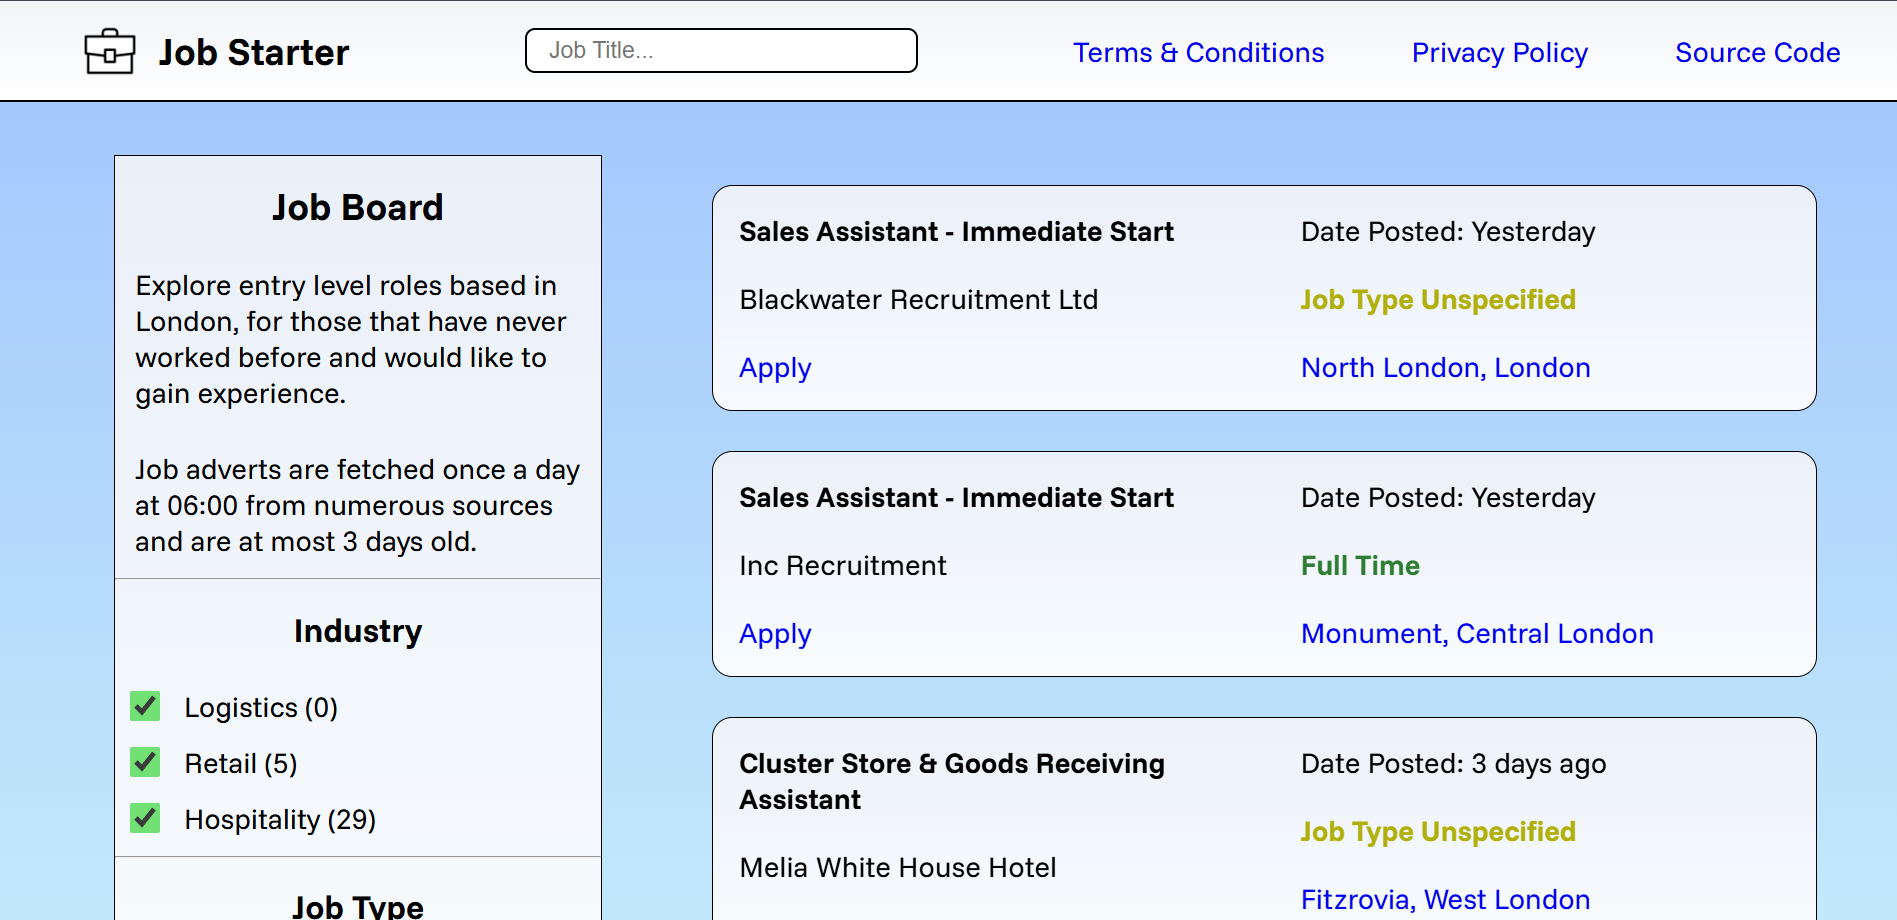 Job Starter
Job Title...
Terms & Conditions
Privacy Policy
Source Code
Job Board
Explore entry level roles based in
London, for those that have never
worked before and would like to
gain experience.
Job adverts are fetched once a day
at 06:00 from numerous sources
and are at most 3 days old.
Industry
Logistics (0)
Retail (5)
Hospitality (29)
Job Type
Sales Assistant - Immediate Start
Date Posted: Yesterday
Blackwater Recruitment Ltd
Job Type Unspecified
Apply
North London, London
Sales Assistant - Immediate Start
Date Posted: Yesterday
Inc Recruitment
Full Time
Apply
Monument, Central London
Cluster Store & Goods Receiving
Assistant
Date Posted: 3 days ago
Job Type Unspecified
Melia White House Hotel
Fitzrovia, West London